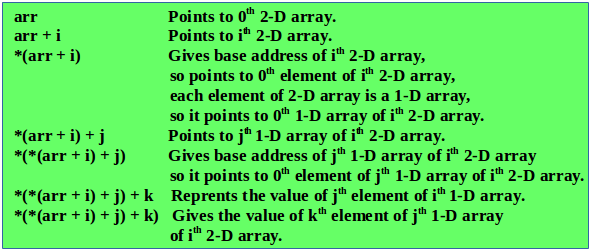 arr Points to 0th 2-D array.
arr + i Points to ith 2-D array.
*(arr + i) Gives base address of ith 2-D array,
so points to 0th element of ith 2-D array,
each element of 2-D array is a 1-D array,
so it points to 0th 1-D array of ith 2-D array.
*(arr + i) + j Points to jth 1-D array of ith 2-D array.
*(*(arr + i) + j) Gives base address of jth 1-D array of ith 2-D array
so it points to 0th element of jth 1-D array of ith 2-D array.
*(*(arr + i) + j) + k Reprents the value of jth element of ith 1-D array.
*(*(arr + i) + j) + k) Gives the value of kth element of jth 1-D array
of ith 2-D array.